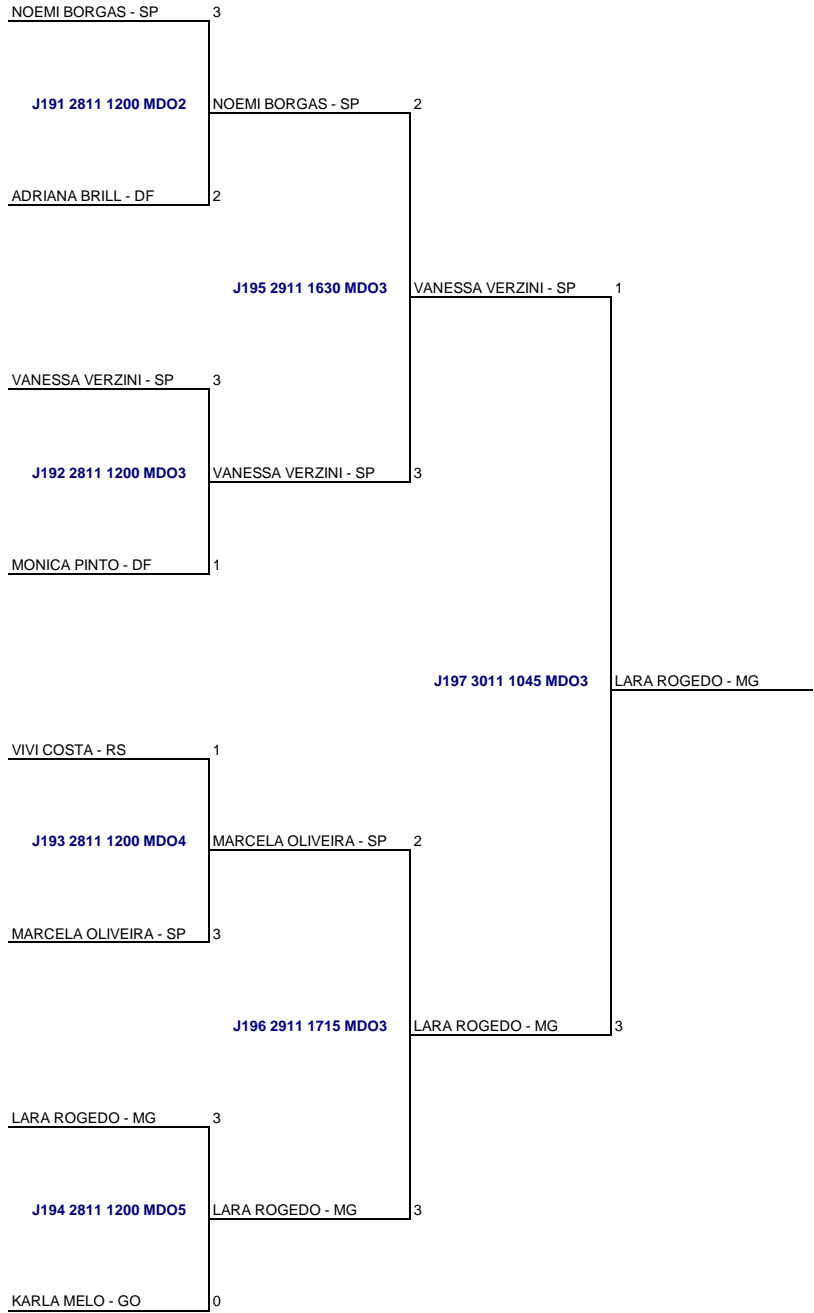 NOEMI BORGAS - SP 3
J191 2811 1200 MDO2 NOEMI BORGAS - SP 2
ADRIANA BRILL - DF 2
J195 2911 1630 MDO3 VANESSA VERZINI - SP 1
VANESSA VERZINI - SP 3
J192 2811 1200 MDO3 VANESSA VERZINI - SP 3
MONICA PINTO - DF 1
J197 3011 1045 MDO3 LARA ROGEDO - MG
VIVI COSTA - RS 1
J193 2811 1200 MDO4 MARCELA OLIVEIRA - SP 2
MARCELA OLIVEIRA - SP 3
J196 2911 1715 MDO3 LARA ROGEDO - MG 3
LARA ROGEDO - MG 3
J194 2811 1200 MDO5 LARA ROGEDO - MG 3
KARLA MELO - GO 0